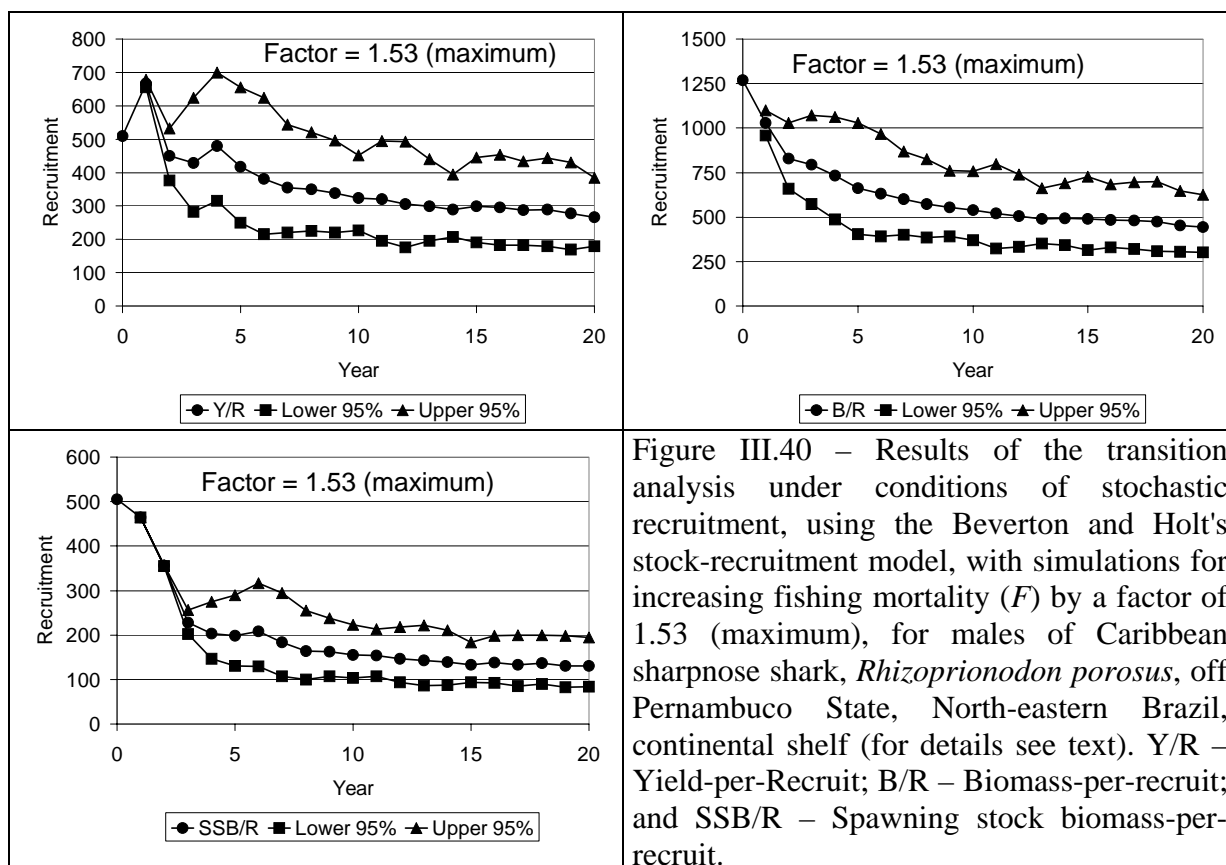 Factor = 1.53 (maximum)
800
700
600
500
400
300
200
100
0
Recruitment
0 5 10 15 20
Year
Y/R Lower 95% Upper 95%
Factor = 1.53 (maximum)
1500
1250
1000
750
500
250
0
Recruitment
0 5 10 15 20
Year
B/R Lower 95% Upper 95%
Factor = 1.53 (maximum)
600
500
400
300
200
100
0
Recruitment
0 5 10 15 20
Year
SSB/R Lower 95% Upper 95%
Figure III.40 – Results of the transition
analysis under conditions of stochastic
recruitment, using the Beverton and Holt's
stock-recruitment model, with simulations for
increasing fishing mortality (F) by a factor of
1.53 (maximum), for males of Caribbean
sharpnose shark, Rhizoprionodon porosus, off
Pernambuco State, North-eastern Brazil,
continental shelf (for details see text). Y/R –
Yield-per-Recruit; B/R – Biomass-per-recruit;
and SSB/R – Spawning stock biomass-per-
recruit.